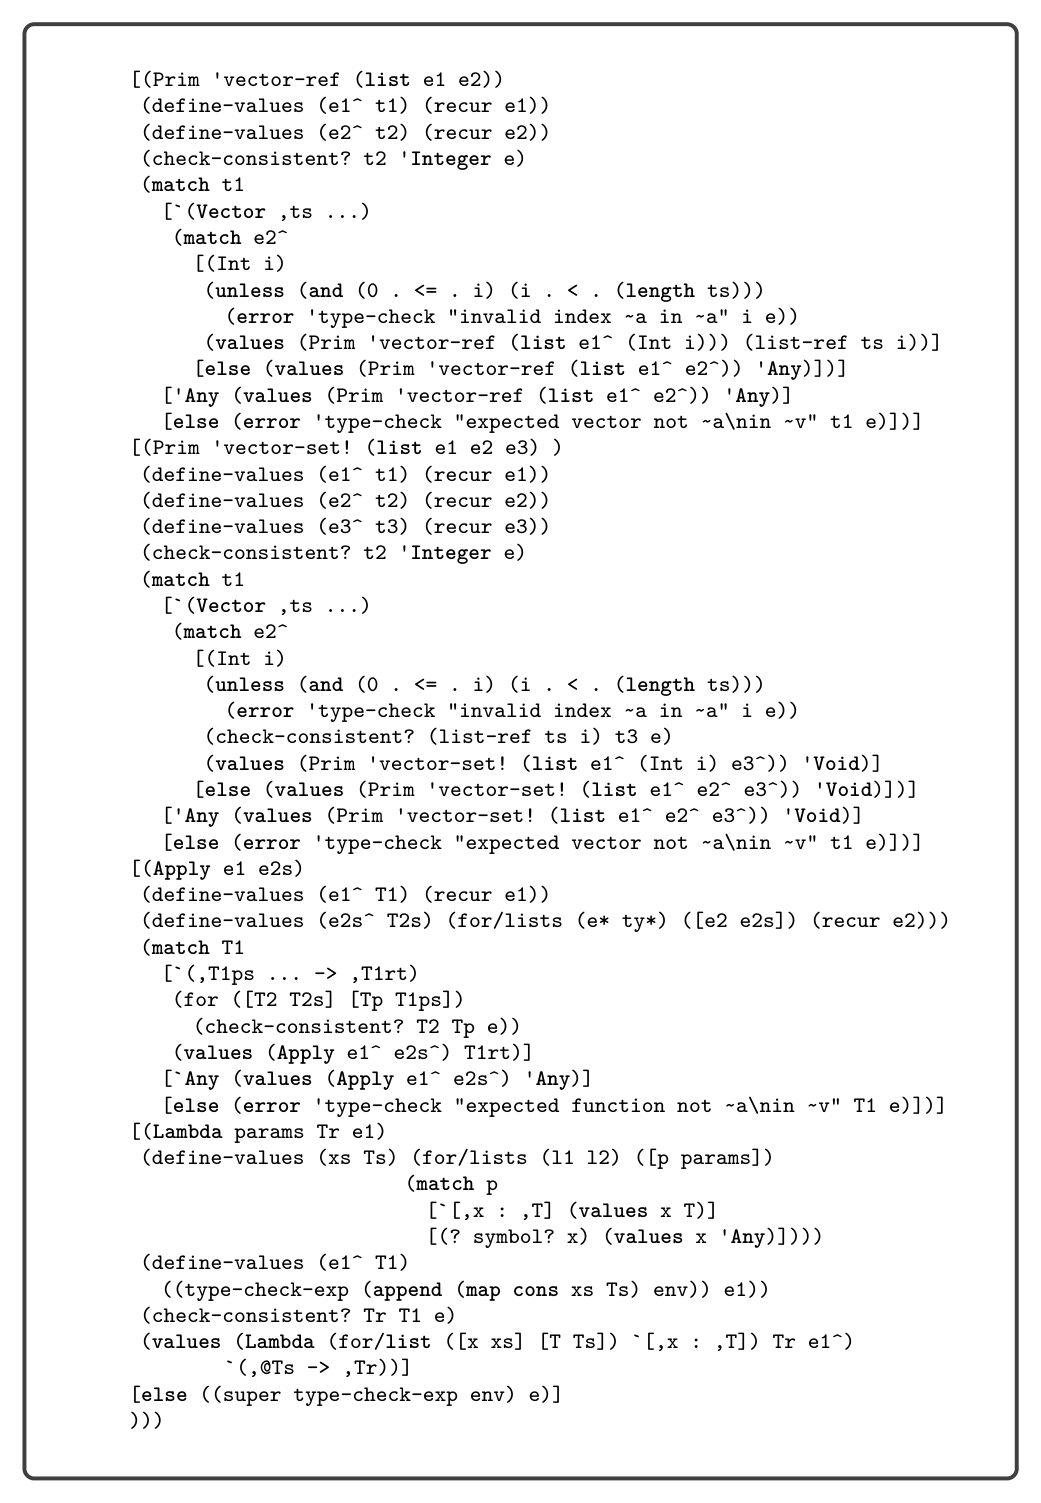 [(Prim 'vector-ref (list e1 e2))
 (define-values (e1^ t1) (recur e1))
 (define-values (e2^ t2) (recur e2))
 (check-consistent? t2 'Integer e)
 (match t1
   [`(Vector ,ts ...)
    (match e2^
      [(Int i)
       (unless (and (0 . <= . i) (i . < . (length ts)))
         (error 'type-check "invalid index ~a in ~a" i e))
       (values (Prim 'vector-ref (list e1^ (Int i))) (list-ref ts i))]
      [else (values (Prim 'vector-ref (list e1^ e2^)) 'Any)])]
   ['Any (values (Prim 'vector-ref (list e1^ e2^)) 'Any)]
   [else (error 'type-check "expected vector not ~a\nin ~v" t1 e)])]
[(Prim 'vector-set! (list e1 e2 e3) )
 (define-values (e1^ t1) (recur e1))
 (define-values (e2^ t2) (recur e2))
 (define-values (e3^ t3) (recur e3))
 (check-consistent? t2 'Integer e)
 (match t1
   [`(Vector ,ts ...)
    (match e2^
      [(Int i)
       (unless (and (0 . <= . i) (i . < . (length ts)))
         (error 'type-check "invalid index ~a in ~a" i e))
       (check-consistent? (list-ref ts i) t3 e)
       (values (Prim 'vector-set! (list e1^ (Int i) e3^)) 'Void)]
      [else (values (Prim 'vector-set! (list e1^ e2^ e3^)) 'Void)])]
   ['Any (values (Prim 'vector-set! (list e1^ e2^ e3^)) 'Void)]
   [else (error 'type-check "expected vector not ~a\nin ~v" t1 e)])]
[(Apply e1 e2s)
 (define-values (e1^ T1) (recur e1))
 (define-values (e2s^ T2s) (for/lists (e* ty*) ([e2 e2s]) (recur e2)))
 (match T1
   [`(,T1ps ... -> ,T1rt)
    (for ([T2 T2s] [Tp T1ps])
      (check-consistent? T2 Tp e))
    (values (Apply e1^ e2s^) T1rt)]
   [`Any (values (Apply e1^ e2s^) 'Any)]
   [else (error 'type-check "expected function not ~a\nin ~v" T1 e)])]
[(Lambda params Tr e1)
 (define-values (xs Ts) (for/lists (l1 l2) ([p params])
                          (match p
                            [`[,x : ,T] (values x T)]
                            [(? symbol? x) (values x 'Any)])))
 (define-values (e1^ T1)
   ((type-check-exp (append (map cons xs Ts) env)) e1))
 (check-consistent? Tr T1 e)
 (values (Lambda (for/list ([x xs] [T Ts]) `[,x : ,T]) Tr e1^)
         `(,@Ts -> ,Tr))]
[else ((super type-check-exp env) e)]
)))